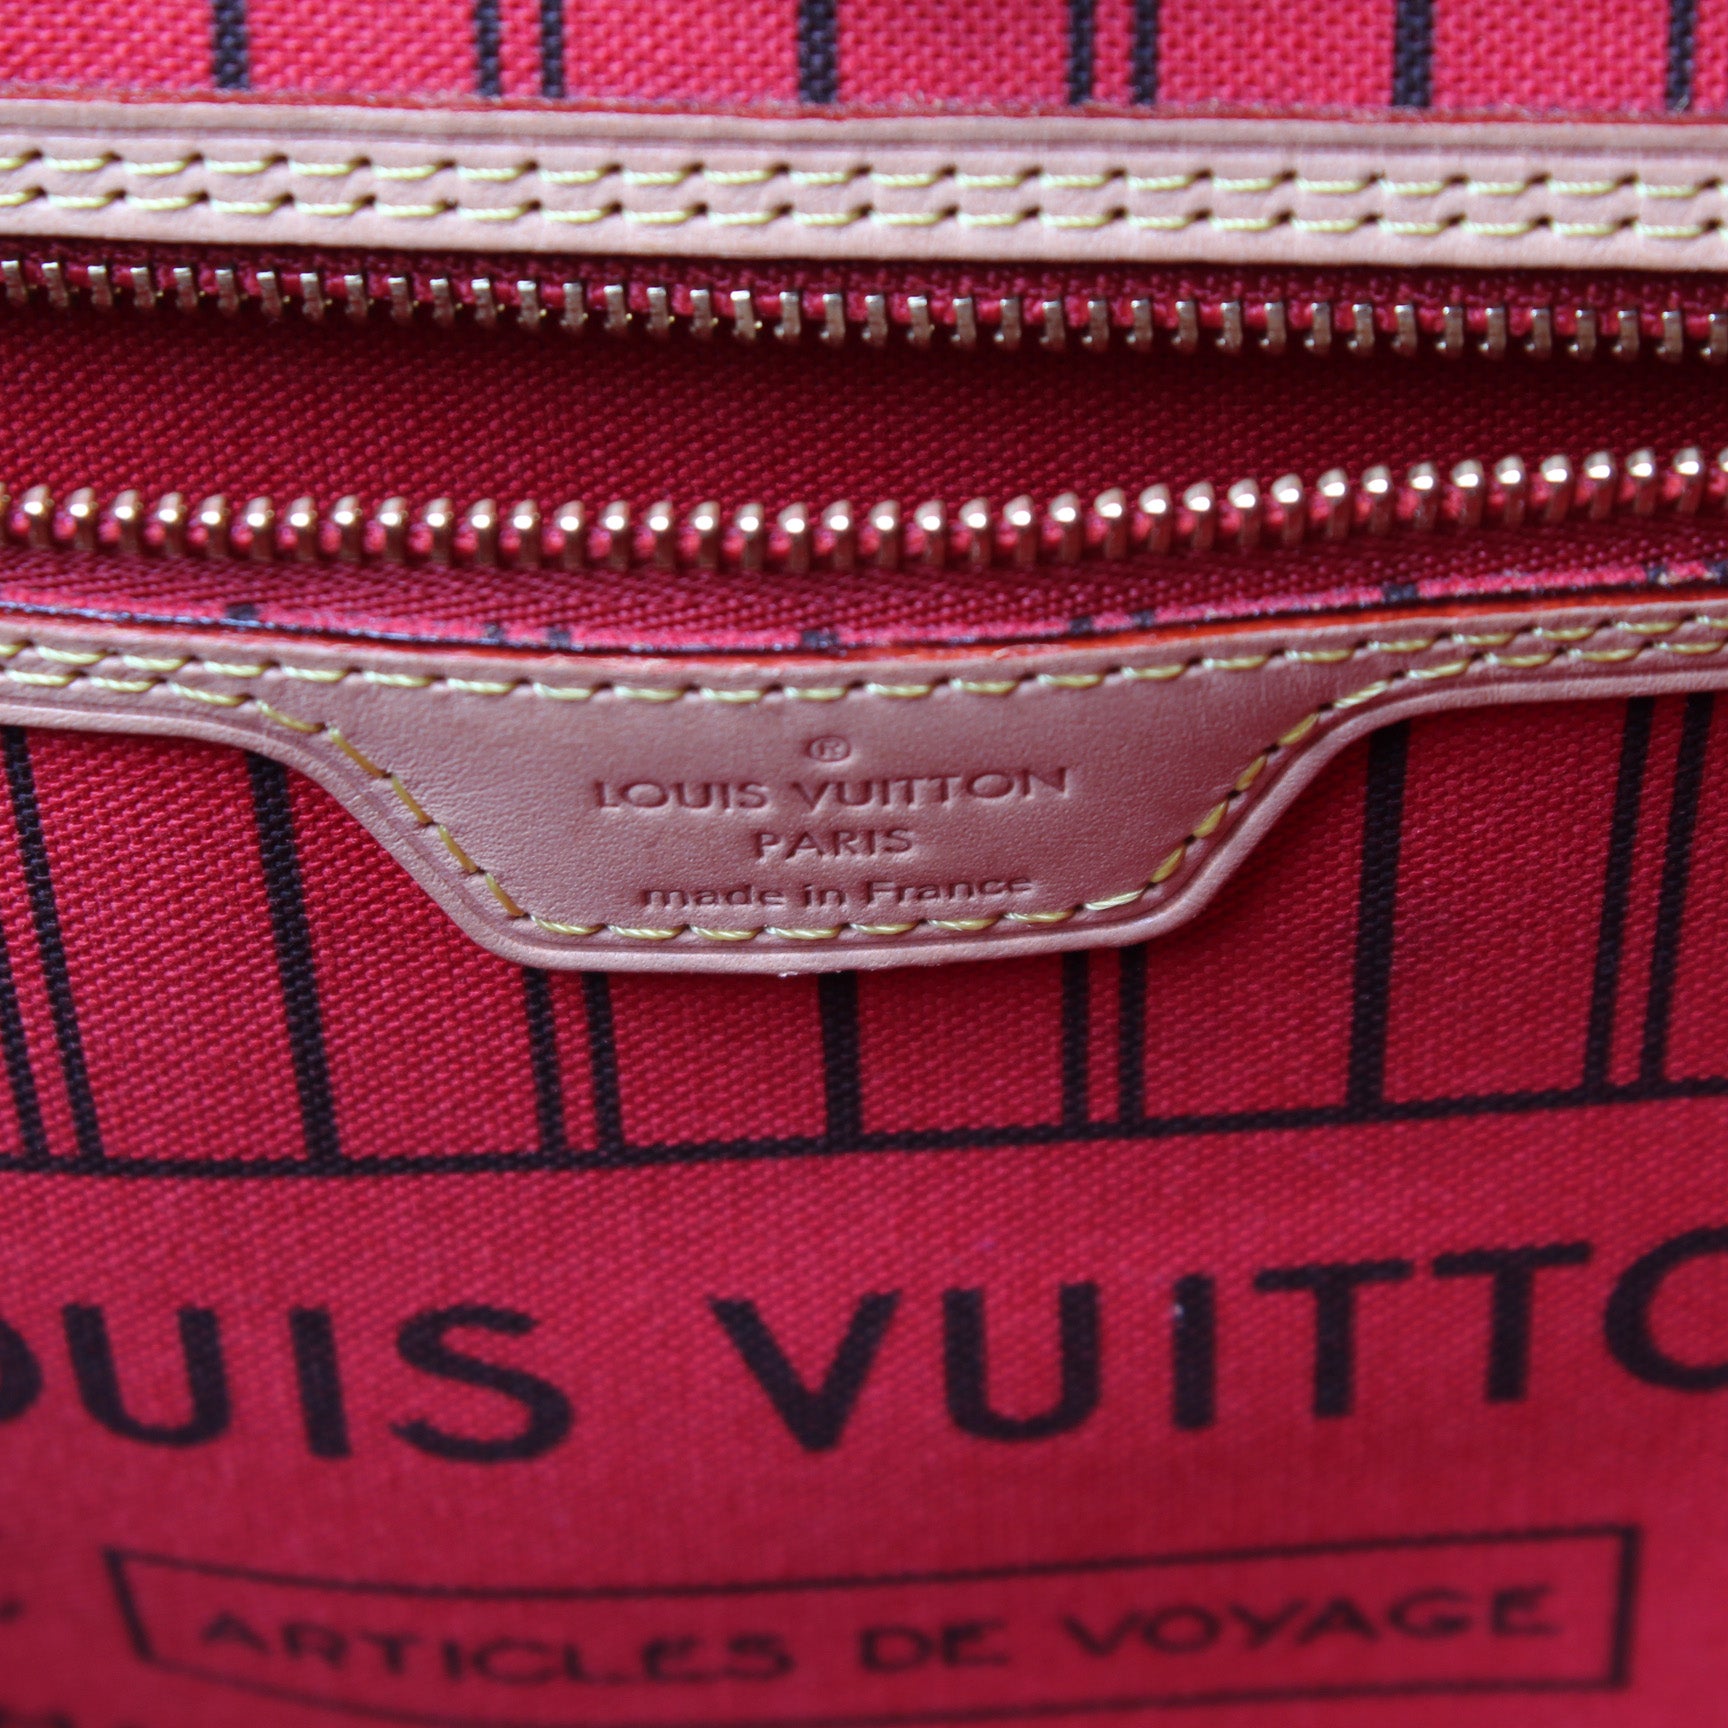 ®
LOUIS VUITTON
PARIS
made in France
OUIS VUITTO
ARTICLES DE VOYAGE